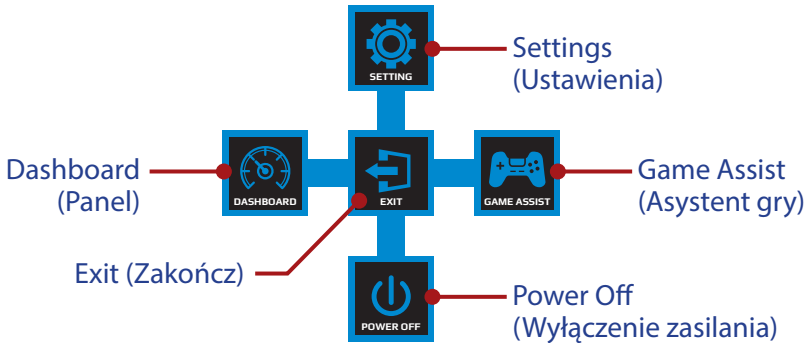 SETTING
Settings
(Ustawienia)
Dashboard
(Panel)
DASHBOARD
EXIT
GAME ASSIST
Game Assist
(Asystent gry)
Exit (Zakończ)
POWER OFF
Power Off
(Wyłączenie zasilania)